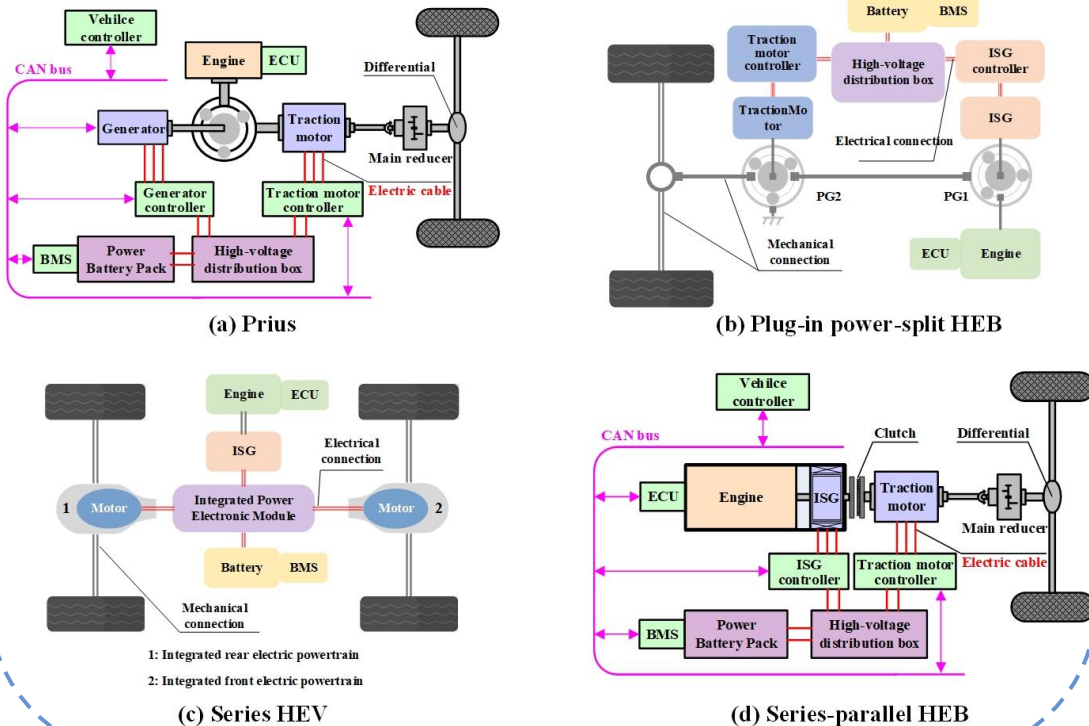 Vehilce
controller
CAN bus
Engine
ECU
Differential
Generator
Traction
motor
Main reducer
Electric cable
Generator
controller
Traction motor
controller
BMS
Power
Battery Pack
High-voltage
distribution box
(a) Prius
Battery
BMS
Traction
motor
controller
High-voltage
distribution box
ISG
controller
TractionMo
tor
ISG
Electrical connection
PG2
PG1
Mechanical
connection
ECU
Engine
(b) Plug-in power-split HEB
Engine
ECU
ISG
Electrical
connection
1
Motor
Integrated Power
Electronic Module
Motor
2
Battery
BMS
Mechanical
connection
1: Integrated rear electric powertrain
2: Integrated front electric powertrain
(c) Series HEV
Vehilce
controller
CAN bus
Clutch
Differential
ECU
Engine
ISG
Traction
motor
Main reducer
Electric cable
ISG
controller
Traction motor
controller
BMS
Power
Battery Pack
High-voltage
distribution box
(d) Series-parallel HEB